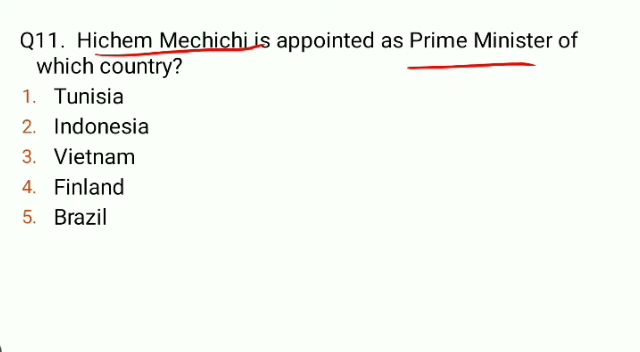 Q11. Hichem Mechichi is appointed as Prime Minister of
which country?
1. Tunisia
2. Indonesia
3. Vietnam
4. Finland
5. Brazil